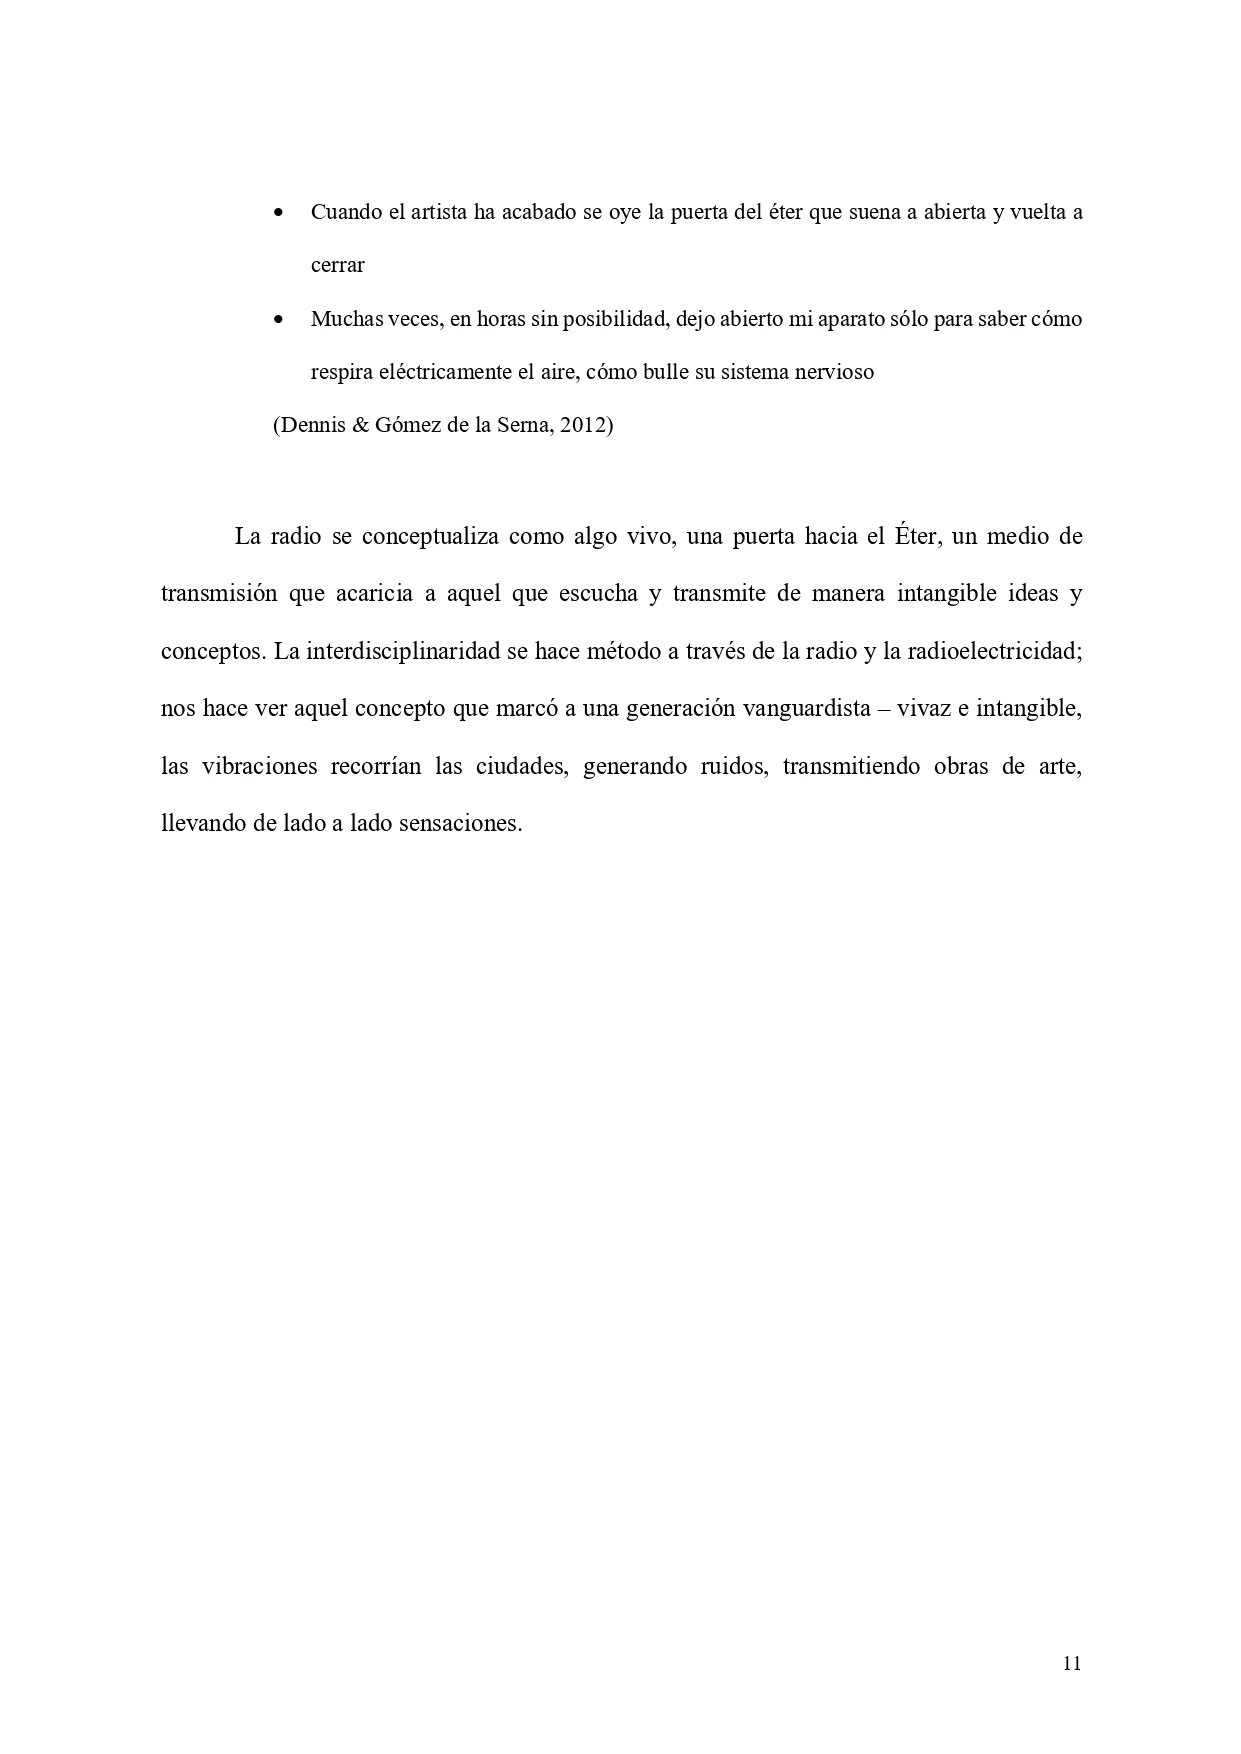 • Cuando el artista ha acabado se oye la puerta del éter que suena a abierta y vuelta a
cerrar
• Muchas veces, en horas sin posibilidad, dejo abierto mi aparato sólo para saber cómo
respira eléctricamente el aire, cómo bulle su sistema nervioso
(Dennis & Gómez de la Serna, 2012)
La radio se conceptualiza como algo vivo, una puerta hacia el Éter, un medio de
transmisión que acaricia a aquel que escucha y transmite de manera intangible ideas y
conceptos. La interdisciplinaridad se hace método a través de la radio y la radioelectricidad;
nos hace ver aquel concepto que marcó a una generación vanguardista – vivaz e intangible,
las vibraciones recorrían las ciudades, generando ruidos, transmitiendo obras de arte,
llevando de lado a lado sensaciones.
11